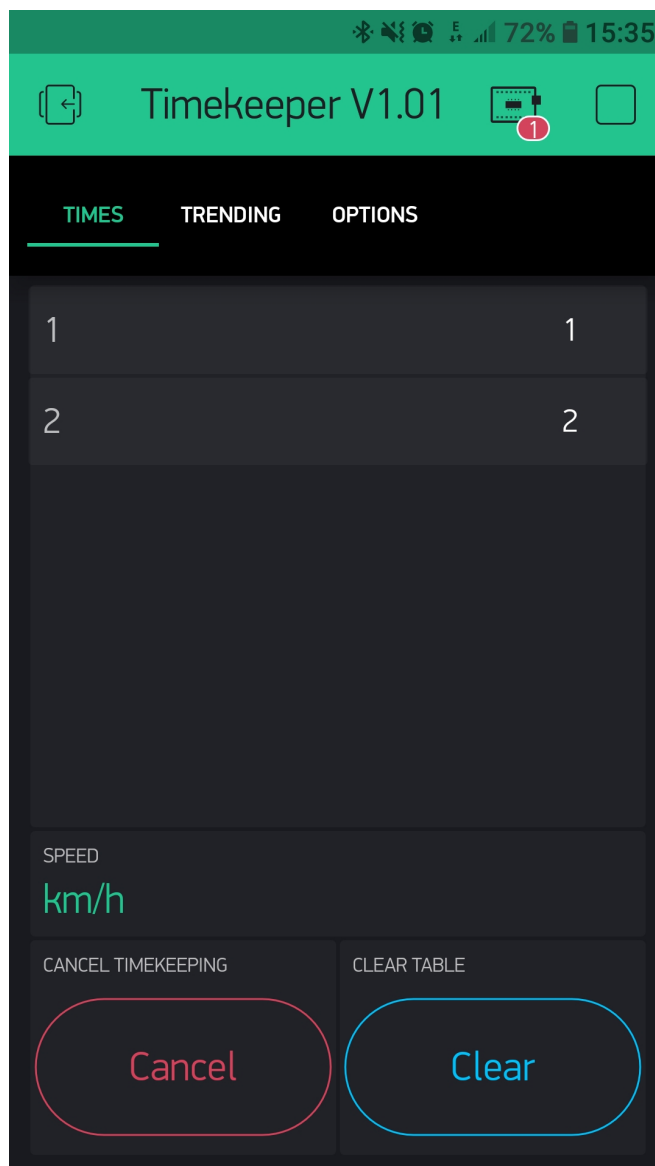 E 72% 15:35
Timekeeper V1.01
1
TIMES TRENDING OPTIONS
1 1
2 2
SPEED
km/h
CANCEL TIMEKEEPING CLEAR TABLE
Cancel Clear